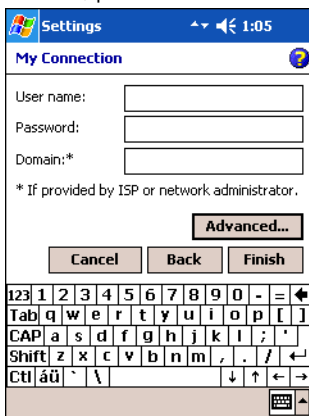 Settings 1:05
My Connection
User name:
Password:
Domain:*
* If provided by ISP or network administrator.
Advanced...
Cancel Back Finish
123 1 2 3 4 5 6 7 8 9 0 - =
Tab q w e r t y u i o p [ ]
CAP a s d f g h j k l ; '
Shift z x c v b n m , . /
Ctl áü ` \